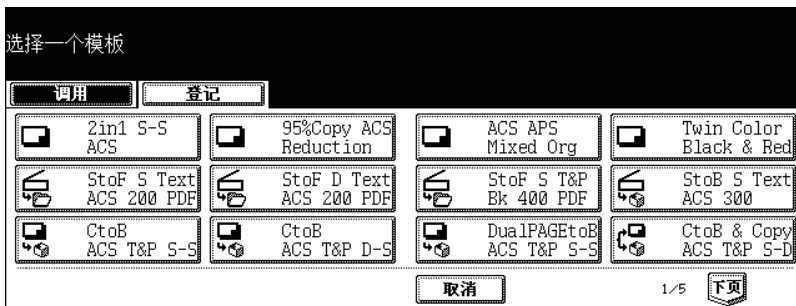 选择一个模板
调用 登记
2in1 S-S 95%Copy ACS ACS APS Twin Color
ACS Reduction Mixed Org Black & Red
StoF S Text StoF D Text StoF S T&P StoB S Text
ACS 200 PDF ACS 200 PDF Bk 400 PDF ACS 300
CtoB CtoB DualPAGEtoB CtoB & Copy
ACS T&P S-S ACS T&P D-S ACS T&P S-S ACS T&P S-D
取消 1/5 下页